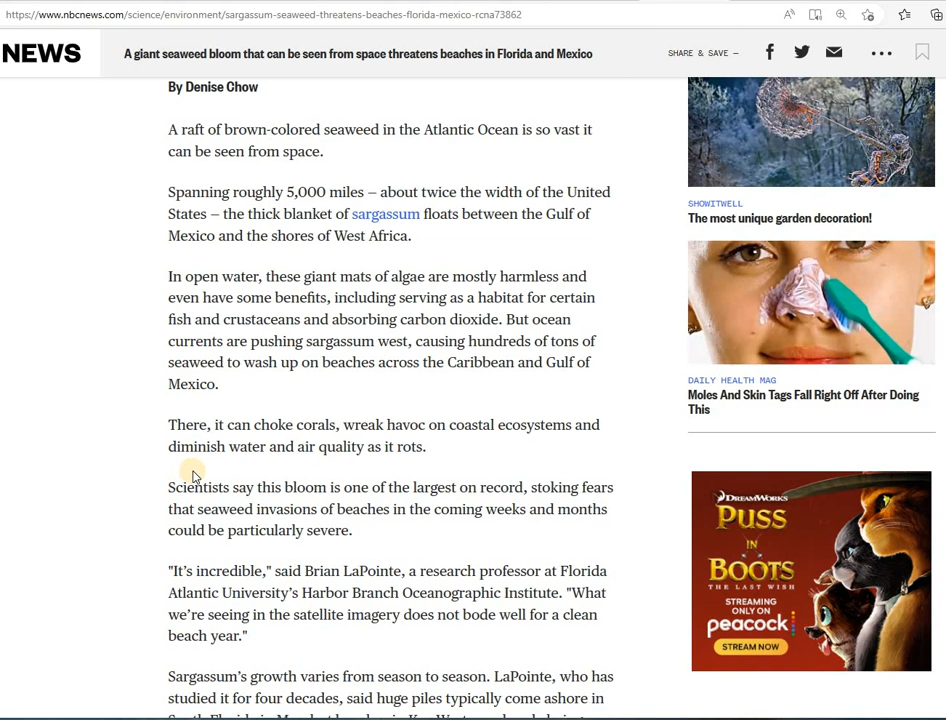 https://www.nbcnews.com/science/environment/sargassum-seaweed-threatens-beaches-florida-mexico-rcna73862
NEWS
A giant seaweed bloom that can be seen from space threatens beaches in Florida and Mexico
SHARE & SAVE —
By Denise Chow
A raft of brown-colored seaweed in the Atlantic Ocean is so vast it
can be seen from space.
Spanning roughly 5,000 miles — about twice the width of the United
States — the thick blanket of sargassum floats between the Gulf of
Mexico and the shores of West Africa.
In open water, these giant mats of algae are mostly harmless and
even have some benefits, including serving as a habitat for certain
fish and crustaceans and absorbing carbon dioxide. But ocean
currents are pushing sargassum west, causing hundreds of tons of
seaweed to wash up on beaches across the Caribbean and Gulf of
Mexico.
There, it can choke corals, wreak havoc on coastal ecosystems and
diminish water and air quality as it rots.
Scientists say this bloom is one of the largest on record, stoking fears
that seaweed invasions of beaches in the coming weeks and months
could be particularly severe.
"It's incredible," said Brian LaPointe, a research professor at Florida
Atlantic University's Harbor Branch Oceanographic Institute. "What
we're seeing in the satellite imagery does not bode well for a clean
beach year."
Sargassum's growth varies from season to season. LaPointe, who has
studied it for four decades, said huge piles typically come ashore in
SHOWITWELL
The most unique garden decoration!
DAILY HEALTH MAG
Moles And Skin Tags Fall Right Off After Doing
This
DREAMWORKS
PUSS
IN
BOOTS
THE LAST WISH
STREAMING
ONLY ON
peacock
STREAM NOW